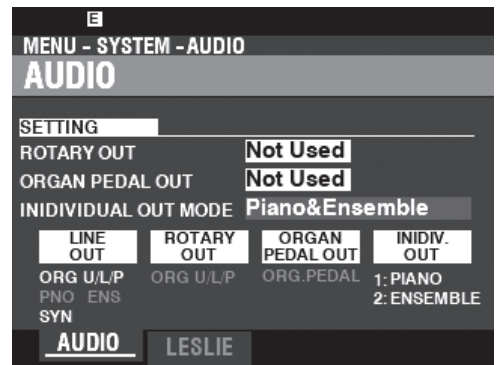 E
MENU - SYSTEM - AUDIO
AUDIO
SETTING
ROTARY OUT Not Used
ORGAN PEDAL OUT Not Used
INIDIVIDUAL OUT MODE Piano&Ensemble
LINE OUT ROTARY OUT ORGAN PEDAL OUT INIDIV. OUT
ORG U/L/P ORG U/L/P ORG.PEDAL 1: PIANO
PNO ENS 2: ENSEMBLE
SYN
AUDIO LESLIE